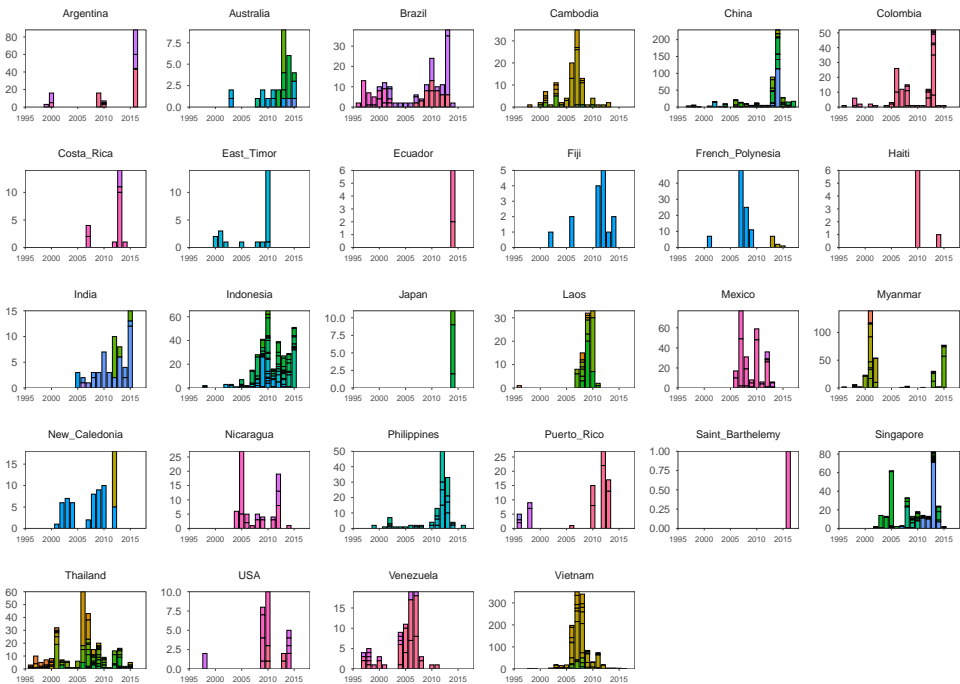 Argentina Australia Brazil Cambodia China Colombia
80 60 40 20 0 7.5 5.0 2.5 0.0 30 20 10 0 30 20 10 0 200 150 100 50 0 50 40 30 20 10 0
1995 2000 2005 2010 2015 1995 2000 2005 2010 2015 1995 2000 2005 2010 2015 1995 2000 2005 2010 2015 1995 2000 2005 2010 2015 1995 2000 2005 2010 2015
Costa_Rica East_Timor Ecuador Fiji French_Polynesia Haiti
10 5 0 10 5 0 6 5 4 3 2 1 0 5 4 3 2 1 0 40 30 20 10 0 6 5 4 3 2 1 0
1995 2000 2005 2010 2015 1995 2000 2005 2010 2015 1995 2000 2005 2010 2015 1995 2000 2005 2010 2015 1995 2000 2005 2010 2015 1995 2000 2005 2010 2015
India Indonesia Japan Laos Mexico Myanmar
15 10 5 0 60 40 20 0 10.0 7.5 5.0 2.5 0.0 30 20 10 0 60 40 20 0 100 50 0
1995 2000 2005 2010 2015 1995 2000 2005 2010 2015 1995 2000 2005 2010 2015 1995 2000 2005 2010 2015 1995 2000 2005 2010 2015 1995 2000 2005 2010 2015
New_Caledonia Nicaragua Philippines Puerto_Rico Saint_Barthelemy Singapore
15 10 5 0 25 20 15 10 5 0 50 40 30 20 10 0 25 20 15 10 5 0 1.00 0.75 0.50 0.25 0.00 80 60 40 20 0
1995 2000 2005 2010 2015 1995 2000 2005 2010 2015 1995 2000 2005 2010 2015 1995 2000 2005 2010 2015 1995 2000 2005 2010 2015 1995 2000 2005 2010 2015
Thailand USA Venezuela Vietnam
60 50 40 30 20 10 0 10.0 7.5 5.0 2.5 0.0 15 10 5 0 300 200 100 0
1995 2000 2005 2010 2015 1995 2000 2005 2010 2015 1995 2000 2005 2010 2015 1995 2000 2005 2010 2015